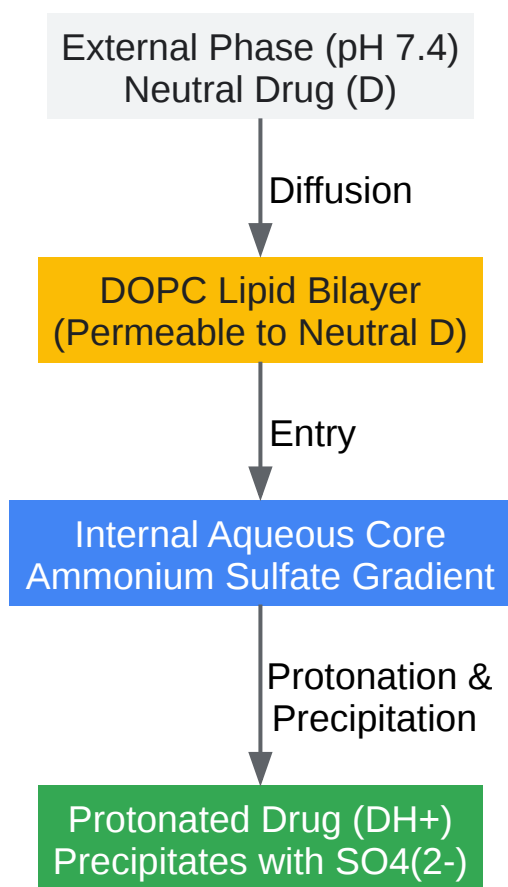 External Phase (pH 7.4)
Neutral Drug (D)
Diffusion
DOPC Lipid Bilayer
(Permeable to Neutral D)
Entry
Internal Aqueous Core
Ammonium Sulfate Gradient
Protonation &
Precipitation
Protonated Drug (DH+)
Precipitates with SO4(2-)